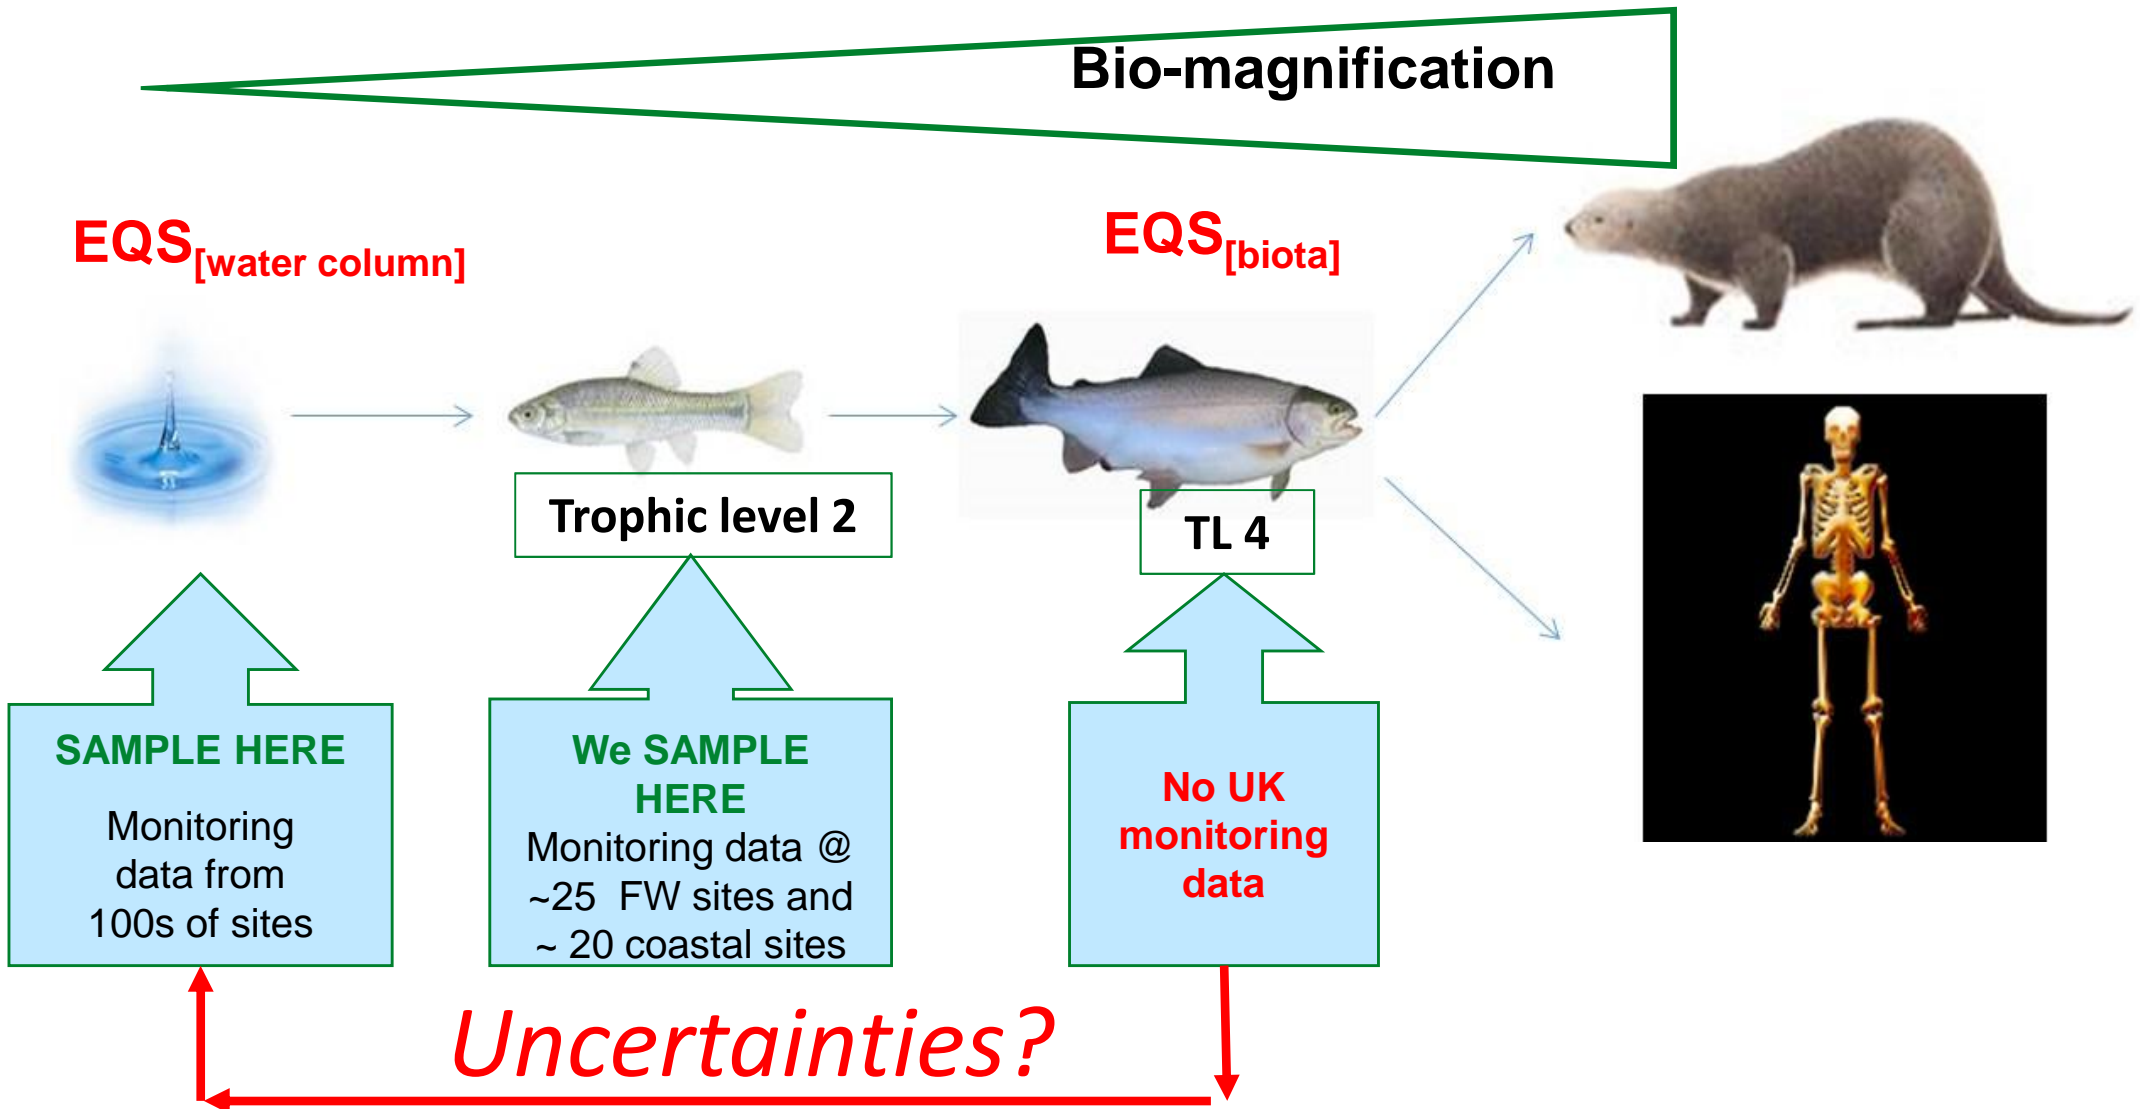 Bio-magnification
EQS[water column]
EQS[biota]
Trophic level 2
TL 4
SAMPLE HERE
Monitoring
data from
100s of sites
We SAMPLE
HERE
Monitoring data @
~25  FW sites and
~ 20 coastal sites
No UK
monitoring
data
Uncertainties?